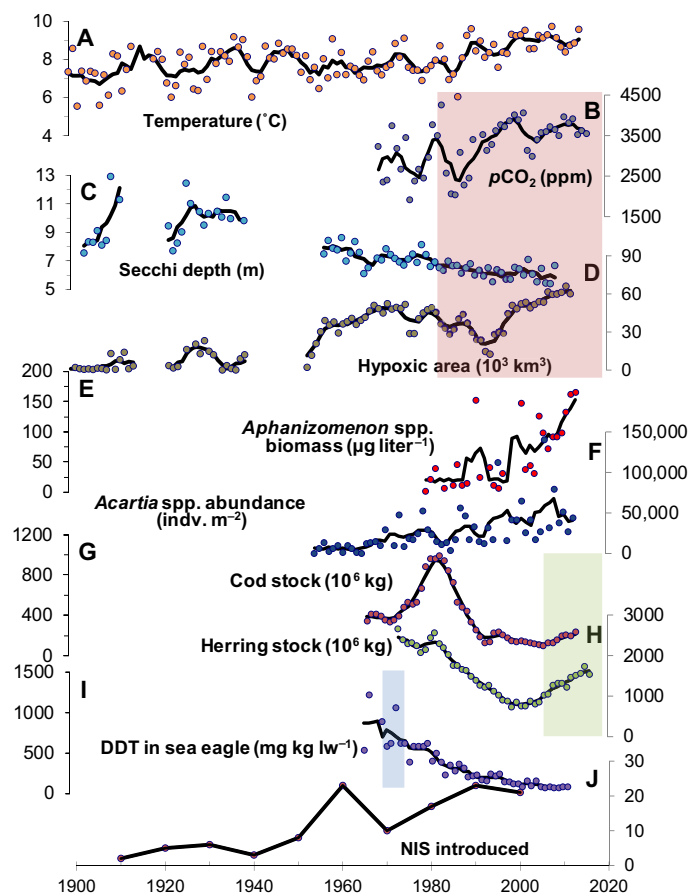 10
A
8
6
4
Temperature (˚C)
4500
B
3500
pCO₂ (ppm)
2500
1500
13
C
11
9
7
5
Secchi depth (m)
90
D
60
30
0
Hypoxic area (10³ km³)
200
E
150
100
50
0
Aphanizomenon spp.
biomass (µg liter⁻¹)
F
150,000
100,000
50,000
0
Acartia spp. abundance
(indv. m⁻²)
1200
G
800
400
0
Cod stock (10⁶ kg)
H
3000
2000
1000
0
Herring stock (10⁶ kg)
1500
I
1000
500
0
DDT in sea eagle (mg kg lw⁻¹)
30
J
20
10
0
NIS introduced
1900 1920 1940 1960 1980 2000 2020